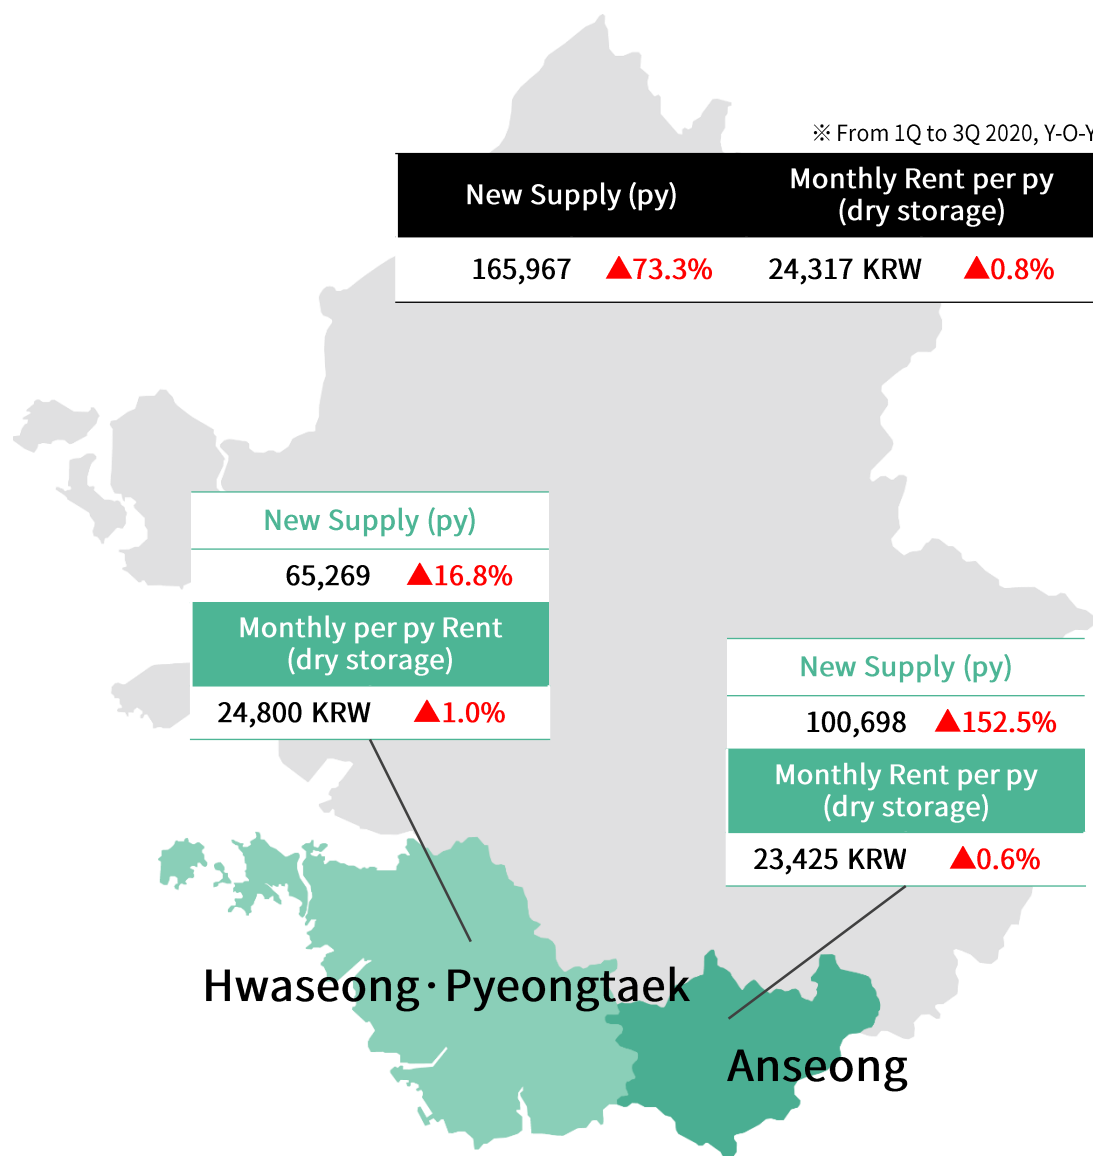 ※ From 1Q to 3Q 2020, Y-O-Y
New Supply (py)
Monthly Rent per py
(dry storage)
165,967 ▲73.3% 24,317 KRW ▲0.8%
New Supply (py)
65,269 ▲16.8%
Monthly per py Rent
(dry storage)
24,800 KRW ▲1.0%
New Supply (py)
100,698 ▲152.5%
Monthly Rent per py
(dry storage)
23,425 KRW ▲0.6%
Hwaseong·Pyeongtaek
Anseong